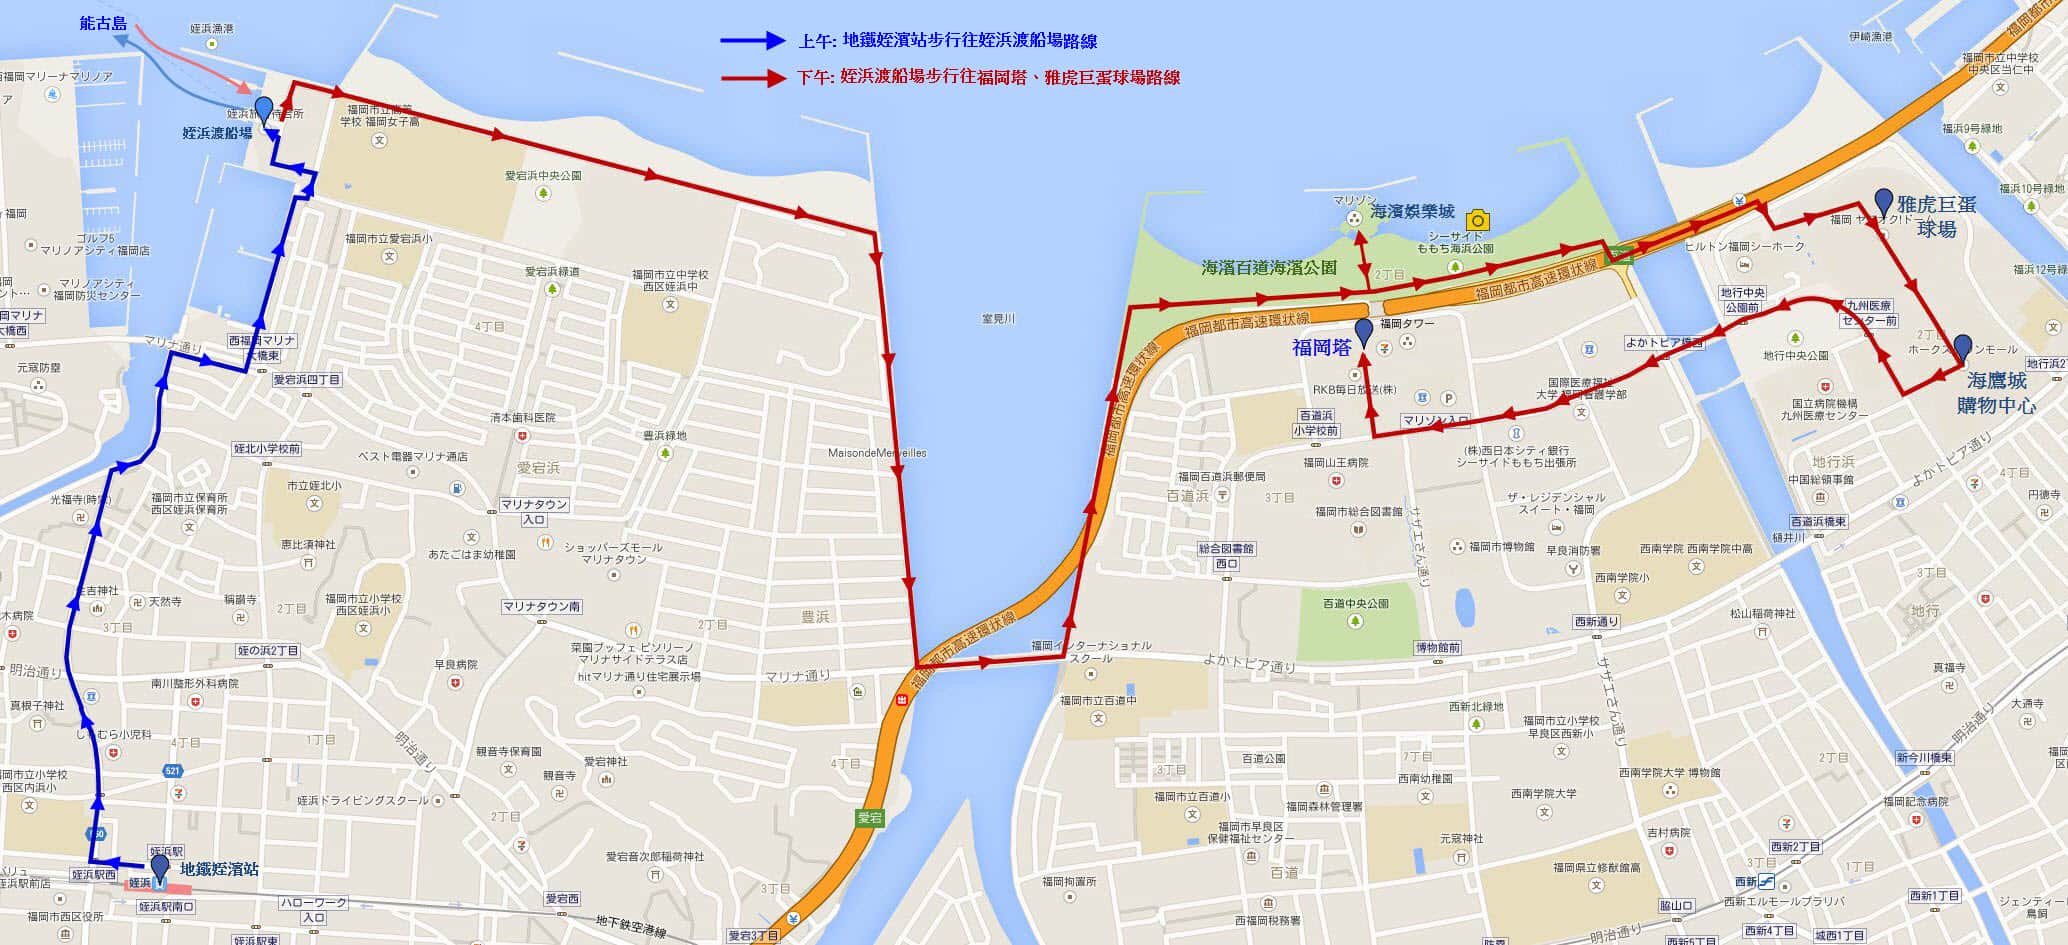 能古島
姪浜漁港
上午: 地鐵姪濱站步行往姪浜渡船場路線
下午: 姪浜渡船場步行往福岡塔、雅虎巨蛋球場路線
伊崎漁港
福岡市立中学校
中央区当仁中
福岡マリーナマリノア
姪浜渡船場
福岡市立高等
学校 福岡女子高
愛宕浜中央公園
福浜9号緑地
福浜10号緑地
福浜12号緑
ゴルフ5
マリノアシティ福岡店
マリノアシティ
福岡防災センター
福岡市立愛宕浜小
愛宕浜緑道
福岡市立中学校
西区姪浜中
4丁目
室見川
マリゾン
海濱娛樂城
シーサイド
ももち海浜公園
海濱百道海濱公園
2丁目
福岡都市高速環状線
福岡都市高速環状線
福岡都市高速環状線
福岡都市高速環状線
雅虎巨蛋
球場
ヒルトン福岡シーホーク
地行中央
公園前
九州医療
センター前
2丁目
地行中央公園
海鷹城
購物中心
地行浜2
国立病院機構
九州医療センター
よかトピア橋西
福岡塔
福岡タワー
RKB毎日放送(株)
百道浜
小学校前
マリゾン入口
(株)西日本シティ銀行
シーサイドももち出張所
マリナ通り
西福岡マリナ
大橋東
愛宕浜四丁目
元寇防塁
姪北小学校前
清本歯科医院
豊浜緑地
愛宕浜
ベスト電器マリナ通店
マリナタウン
入口
MaisondeMerveilles
福岡市立保育所
西区姪浜保育所
市立姪北小
恵比須神社
あたごはま幼稚園
ショッパーズモール
マリナタウン
福岡百道浜郵便局
百道浜
3丁目
福岡山王病院
福岡市総合図書館
サザエさん通り
ザ・レジデンシャル
スイート・福岡
福岡市博物館
早良消防署
総合図書館
西口
西南学院 西南学院中高
西南学院小
百道浜橋東
樋井川
中国総領事館
地行浜
よかトピア通り
4丁目
円徳寺
3丁目
地行
住吉神社
天然寺
稱讃寺
2丁目
3丁目
福岡市立小学校
西区姪浜小
マリナタウン南
豊浜
2丁目
百道中央公園
西新通り
松山稲荷神社
博物館前
よかトピア通り
姪の浜2丁目
明治通り
早良病院
菜園ブッフェ ピソリーノ
マリナサイドテラス店
hitマリナ通り住宅展示場
マリナ通り
福岡インターナショナル
スクール
真福寺
大通寺
南川整形外科病院
真根子神社
しもむら小児科
4丁目
1丁目
明治通り
観音寺保育園
観音寺
愛宕神社
4丁目
福岡市立百道中
西新北緑地
福岡市立小学校
早良区西新小
サザエさん通り
明治通り
新今川橋東
521
姪浜ドライビングスクール
2丁目
愛宕
3丁目
百道公園
7丁目
西南幼稚園
福岡市立百道小
福岡森林管理署
西南学院大学
西南学院大学 博物館
2丁目
福岡記念病院
福岡市早良区
保健福祉センター
元寇神社
吉村病院
西新2丁目
地鐵姪濱站
姪浜駅
姪浜駅西
姪浜
姪浜駅南口
ハローワーク
入口
姪浜駅東
福岡市西区役所
愛宕音次郎稲荷神社
愛宕西
地下鉄空港線
3丁目
愛宕3丁目
福岡拘置所
百道
西福岡税務署
福岡県立修猷館高
脇山口
西新
3丁目
1丁目
西新エルモールプラリバ
西新1丁目
西新4丁目
西新5丁目
城西1丁目
明治通り